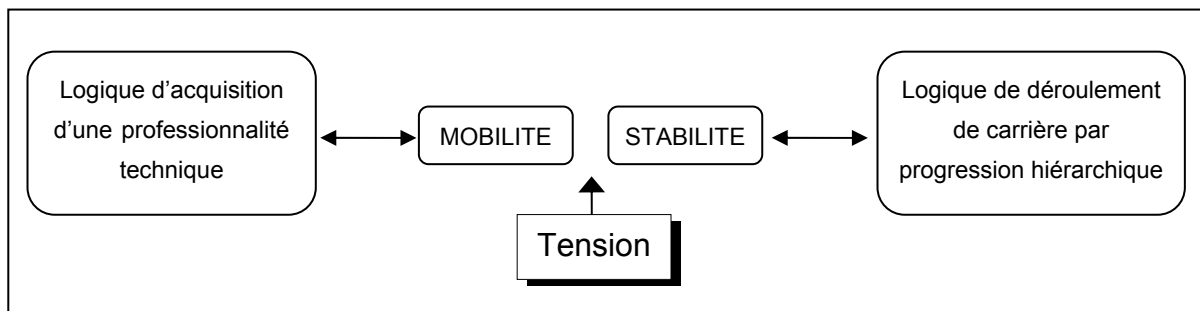 Logique d’acquisition
d’une professionnalité
technique
MOBILITE
STABILITE
Logique de déroulement
de carrière par
progression hiérarchique
Tension